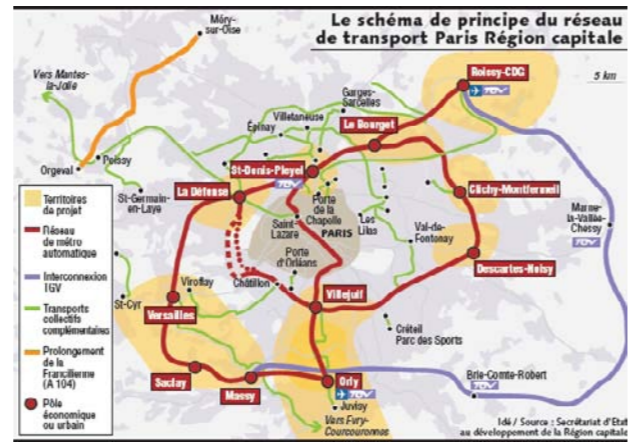 Le schéma de principe du réseau
de transport Paris Région capitale
Méry-
sur-Oise
Vers Mantes-
la-Jolie
Roissy-CDG
TGV
5 km
Garges-
Sarcelles
Villetaneuse
Le Bourget
Épinay
Orgeval
Poissy
St-Denis-Pleyel
TGV
La Défense
St-Germain-
en-Laye
Porte
de la
Chapelle
Clichy-Montfermeil
Saint-
Lazare
PARIS
Les
Lilas
Val-de-
Fontenay
Marne-
la-Vallée-
Chessy
TGV
Porte
d'Orléans
Descartes-Noisy
Viroflay
Châtillon
Villejuif
St-Cyr
Versailles
Créteil
Parc des Sports
Saclay
Massy
Orly
TGV
Juvisy
Brie-Comte-Robert
TGV
Vers Evry-
Courcouronnes
Territoires
de projet
Réseau
de métro
automatique
Interconnexion
TGV
Transports
collectifs
complémentaires
Prolongement
de la
Francilienne
(A 104)
Pôle
économique
ou urbain
Idé / Source : Secrétariat d'Etat
au développement de la Région capitale